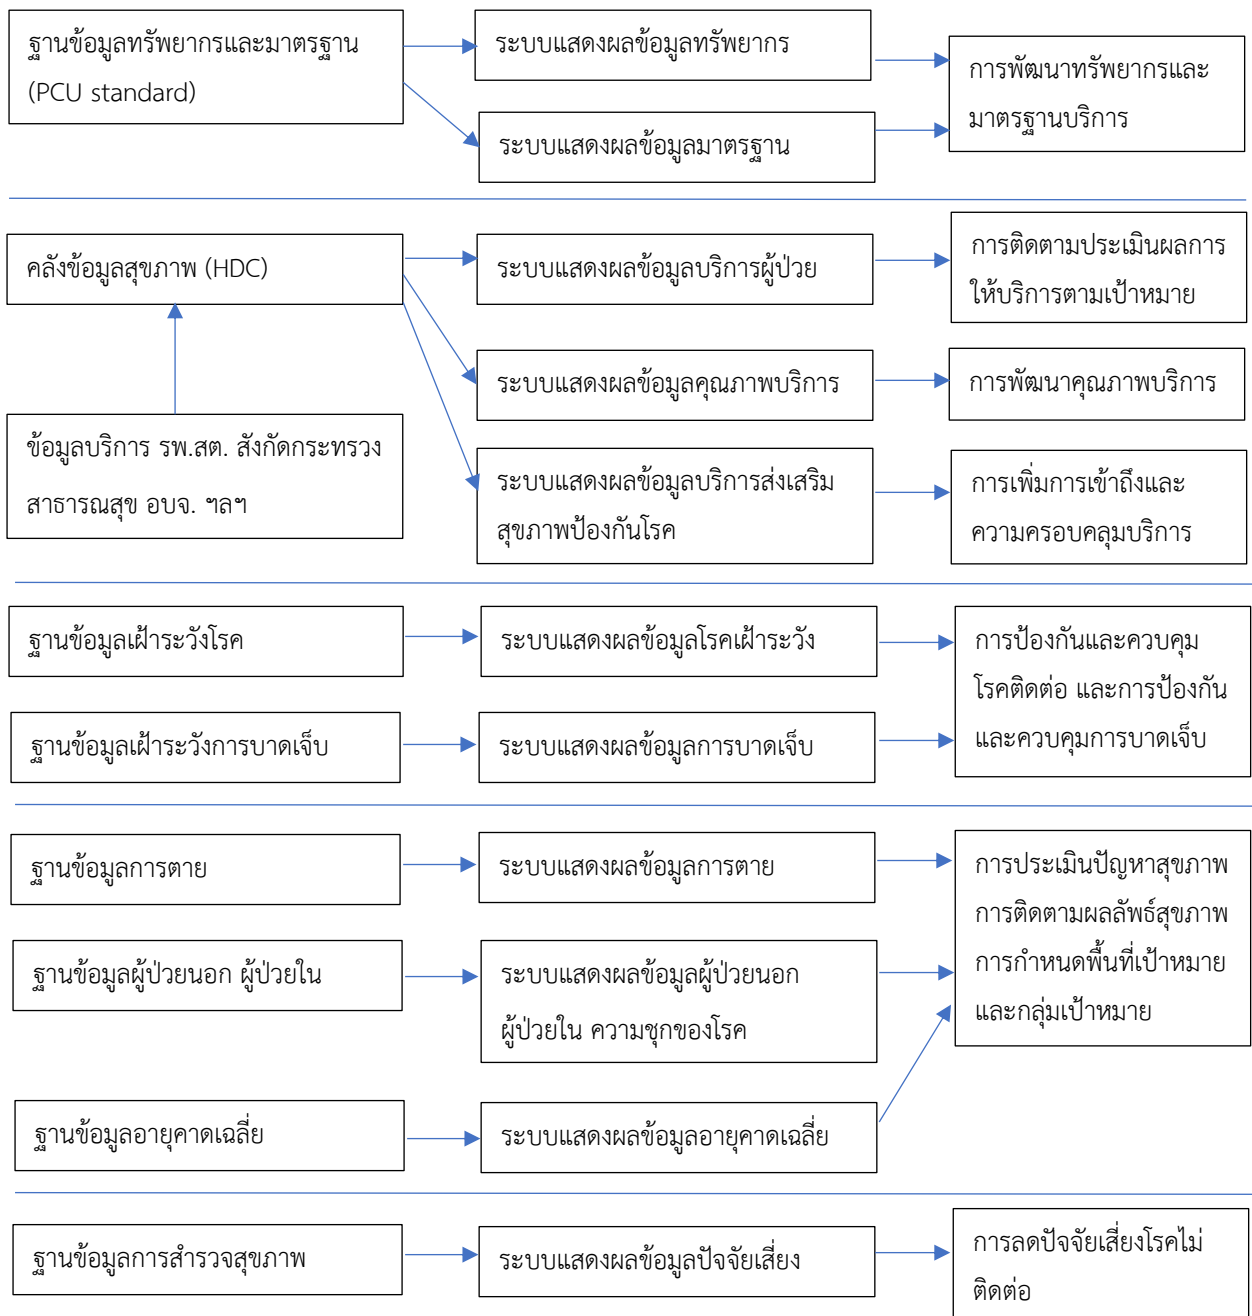 ฐานข้อมูลทรัพยากรและมาตรฐาน
(PCU standard)
ระบบแสดงผลข้อมูลทรัพยากร
ระบบแสดงผลข้อมูลมาตรฐาน
การพัฒนาทรัพยากรและ
มาตรฐานบริการ
คลังข้อมูลสุขภาพ (HDC)
ข้อมูลบริการ รพ.สต. สังกัดกระทรวง
สาธารณสุข อบจ. ฯลฯ
ระบบแสดงผลข้อมูลบริการผู้ป่วย
การติดตามประเมินผลการ
ให้บริการตามเป้าหมาย
ระบบแสดงผลข้อมูลคุณภาพบริการ
การพัฒนาคุณภาพบริการ
ระบบแสดงผลข้อมูลบริการส่งเสริม
สุขภาพป้องกันโรค
การเพิ่มการเข้าถึงและ
ความครอบคลุมบริการ
ฐานข้อมูลเฝ้าระวังโรค
ระบบแสดงผลข้อมูลโรคเฝ้าระวัง
ฐานข้อมูลเฝ้าระวังการบาดเจ็บ
ระบบแสดงผลข้อมูลการบาดเจ็บ
การป้องกันและควบคุม
โรคติดต่อ และการป้องกัน
และควบคุมการบาดเจ็บ
ฐานข้อมูลการตาย
ระบบแสดงผลข้อมูลการตาย
ฐานข้อมูลผู้ป่วยนอก ผู้ป่วยใน
ระบบแสดงผลข้อมูลผู้ป่วยนอก
ผู้ป่วยใน ความชุกของโรค
ฐานข้อมูลอายุคาดเฉลี่ย
ระบบแสดงผลข้อมูลอายุคาดเฉลี่ย
การประเมินปัญหาสุขภาพ
การติดตามผลลัพธ์สุขภาพ
การกำหนดพื้นที่เป้าหมาย
และกลุ่มเป้าหมาย
ฐานข้อมูลการสำรวจสุขภาพ
ระบบแสดงผลข้อมูลปัจจัยเสี่ยง
การลดปัจจัยเสี่ยงโรคไม่
ติดต่อ